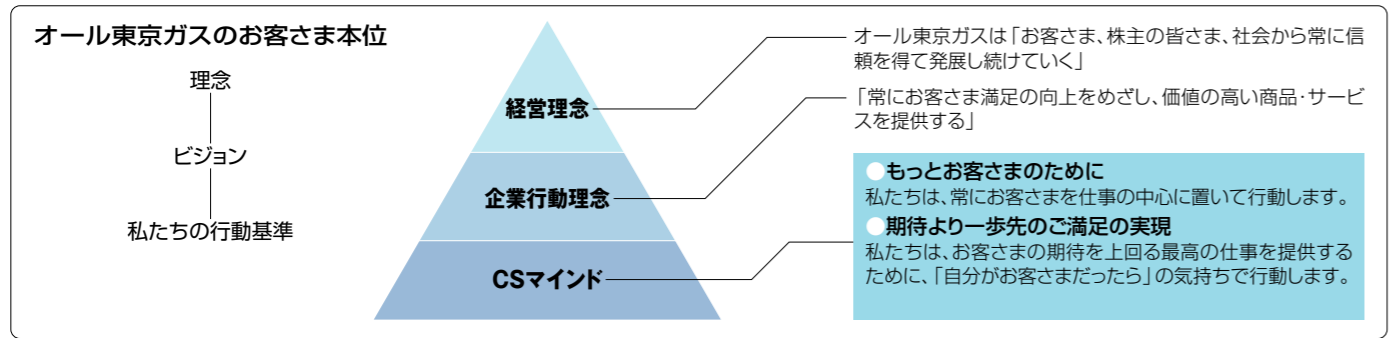 オール東京ガスのお客さま本位
理念
ビジョン
私たちの行動基準
経営理念
企業行動理念
CSマインド
オール東京ガスは「お客さま、株主の皆さま、社会から常に信
頼を得て発展し続けていく」
「常にお客さま満足の向上をめざし、価値の高い商品・サービ
スを提供する」
●もっとお客さまのために
私たちは、常にお客さまを仕事の中心に置いて行動します。
●期待より一歩先のご満足の実現
私たちは、お客さまの期待を上回る最高の仕事を提供する
ために、「自分がお客さまだったら」の気持ちで行動します。